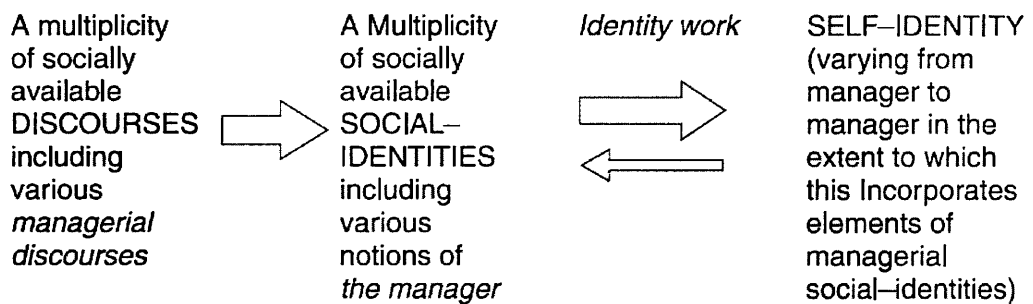 A multiplicity
of socially
available
DISCOURSES
including
various
managerial
discourses
A Multiplicity
of socially
available
SOCIAL–
IDENTITIES
including
various
notions of
the manager
Identity work
SELF–IDENTITY
(varying from
manager to
manager in the
extent to which
this Incorporates
elements of
managerial
social–identities)